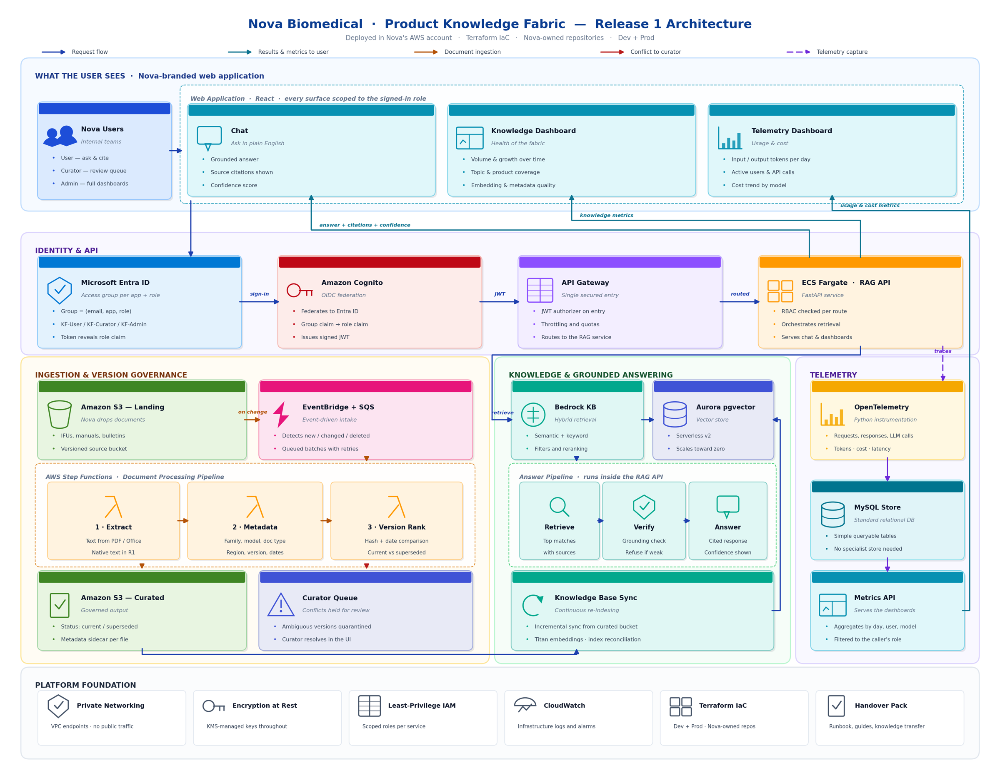 Nova Biomedical · Product Knowledge Fabric — Release 1 Architecture
Deployed in Nova's AWS account · Terraform IaC · Nova-owned repositories · Dev + Prod
Request flow
Results & metrics to user
Document ingestion
Conflict to curator
Telemetry capture
WHAT THE USER SEES · Nova-branded web application
Web Application · React · every surface scoped to the signed-in role
Nova Users
Internal teams
• User — ask & cite
• Curator — review queue
• Admin — full dashboards
Chat
Ask in plain English
• Grounded answer
• Source citations shown
• Confidence score
Knowledge Dashboard
Health of the fabric
• Volume & growth over time
• Topic & product coverage
• Embedding & metadata quality
Telemetry Dashboard
Usage & cost
• Input / output tokens per day
• Active users & API calls
• Cost trend by model
usage & cost metrics
knowledge metrics
answer + citations + confidence
IDENTITY & API
Microsoft Entra ID
Access group per app + role
• Group = (email, app, role)
• KF-User / KF-Curator / KF-Admin
• Token reveals role claim
sign-in
Amazon Cognito
OIDC federation
• Federates to Entra ID
• Group claim → role claim
• Issues signed JWT
JWT
API Gateway
Single secured entry
• JWT authorizer on entry
• Throttling and quotas
• Routes to the RAG service
routed
ECS Fargate · RAG API
FastAPI service
• RBAC checked per route
• Orchestrates retrieval
• Serves chat & dashboards
traces
INGESTION & VERSION GOVERNANCE
Amazon S3 — Landing
Nova drops documents
• IFUs, manuals, bulletins
• Versioned source bucket
on change
EventBridge + SQS
Event-driven intake
• Detects new / changed / deleted
• Queued batches with retries
AWS Step Functions · Document Processing Pipeline
1 · Extract
Text from PDF / Office
Native text in R1
2 · Metadata
Family, model, doc type
Region, version, dates
3 · Version Rank
Hash + date comparison
Current vs superseded
Amazon S3 — Curated
Governed output
• Status: current / superseded
• Metadata sidecar per file
Curator Queue
Conflicts held for review
• Ambiguous versions quarantined
• Curator resolves in the UI
KNOWLEDGE & GROUNDED ANSWERING
retrieve
Bedrock KB
Hybrid retrieval
• Semantic + keyword
• Filters and reranking
Aurora pgvector
Vector store
• Serverless v2
• Scales toward zero
Answer Pipeline · runs inside the RAG API
Retrieve
Top matches
with sources
Verify
Grounding check
Refuse if weak
Answer
Cited response
Confidence shown
Knowledge Base Sync
Continuous re-indexing
• Incremental sync from curated bucket
• Titan embeddings · index reconciliation
TELEMETRY
OpenTelemetry
Python instrumentation
• Requests, responses, LLM calls
• Tokens · cost · latency
MySQL Store
Standard relational DB
• Simple queryable tables
• No specialist store needed
Metrics API
Serves the dashboards
• Aggregates by day, user, model
• Filtered to the caller’s role
PLATFORM FOUNDATION
Private Networking
VPC endpoints · no public traffic
Encryption at Rest
KMS-managed keys throughout
Least-Privilege IAM
Scoped roles per service
CloudWatch
Infrastructure logs and alarms
Terraform IaC
Dev + Prod · Nova-owned repos
Handover Pack
Runbook, guides, knowledge transfer